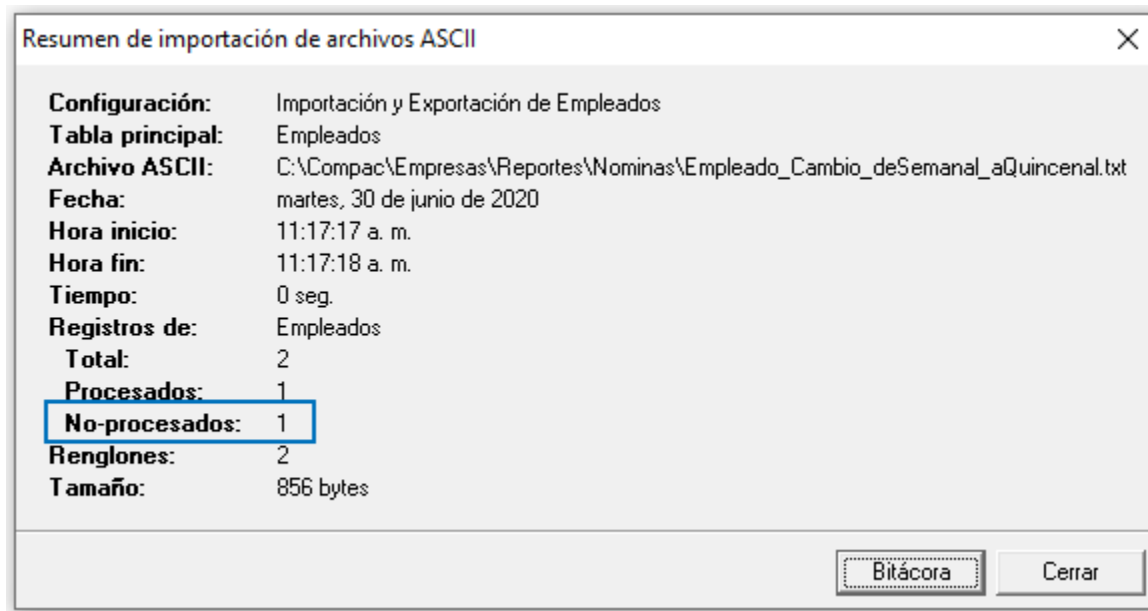 Resumen de importación de archivos ASCII
Configuración: Importación y Exportación de Empleados
Tabla principal: Empleados
Archivo ASCII: C:\Compac\Empresas\Reportes\Nominas\Empleado_Cambio_deSemanal_aQuincenal.txt
Fecha: martes, 30 de junio de 2020
Hora inicio: 11:17:17 a. m.
Hora fin: 11:17:18 a. m.
Tiempo: 0 seg.
Registros de: Empleados
Total: 2
Procesados: 1
No-procesados: 1
Renglones: 2
Tamaño: 856 bytes
Bitácora Cerrar